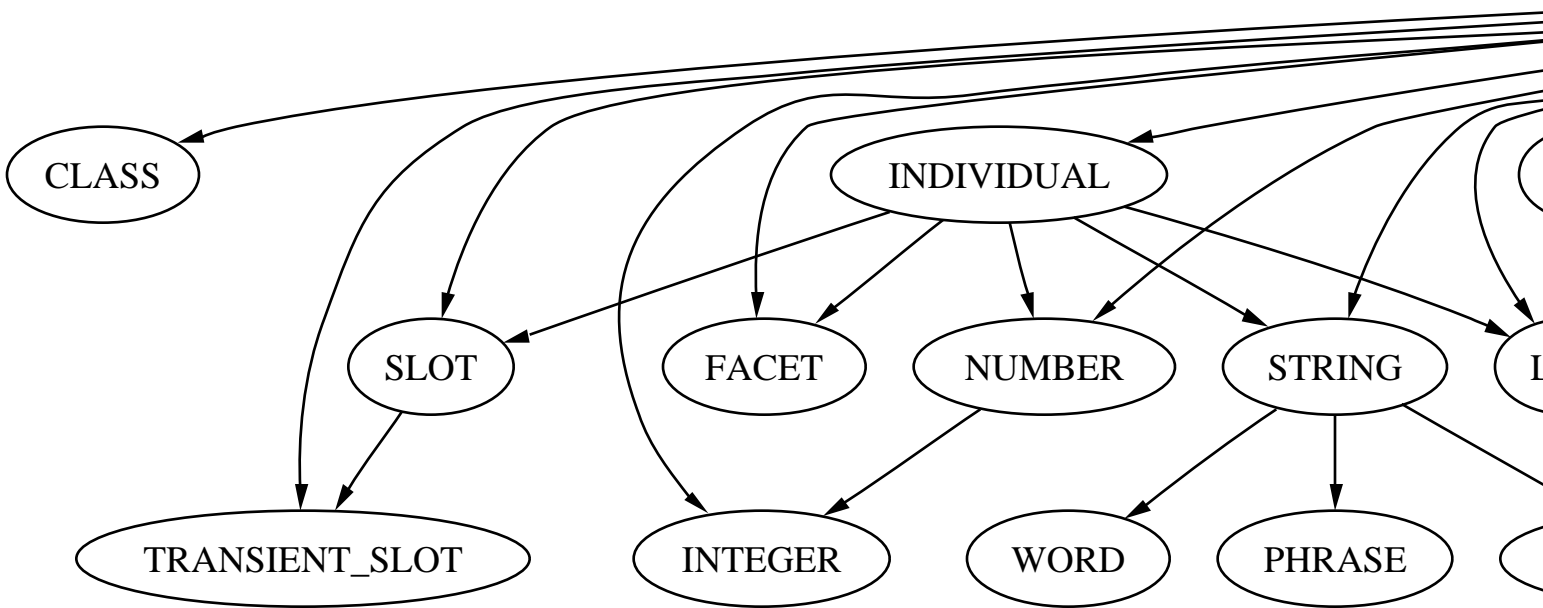 CLASS
INDIVIDUAL
SLOT
FACET
NUMBER
STRING
TRANSIENT_SLOT
INTEGER
WORD
PHRASE